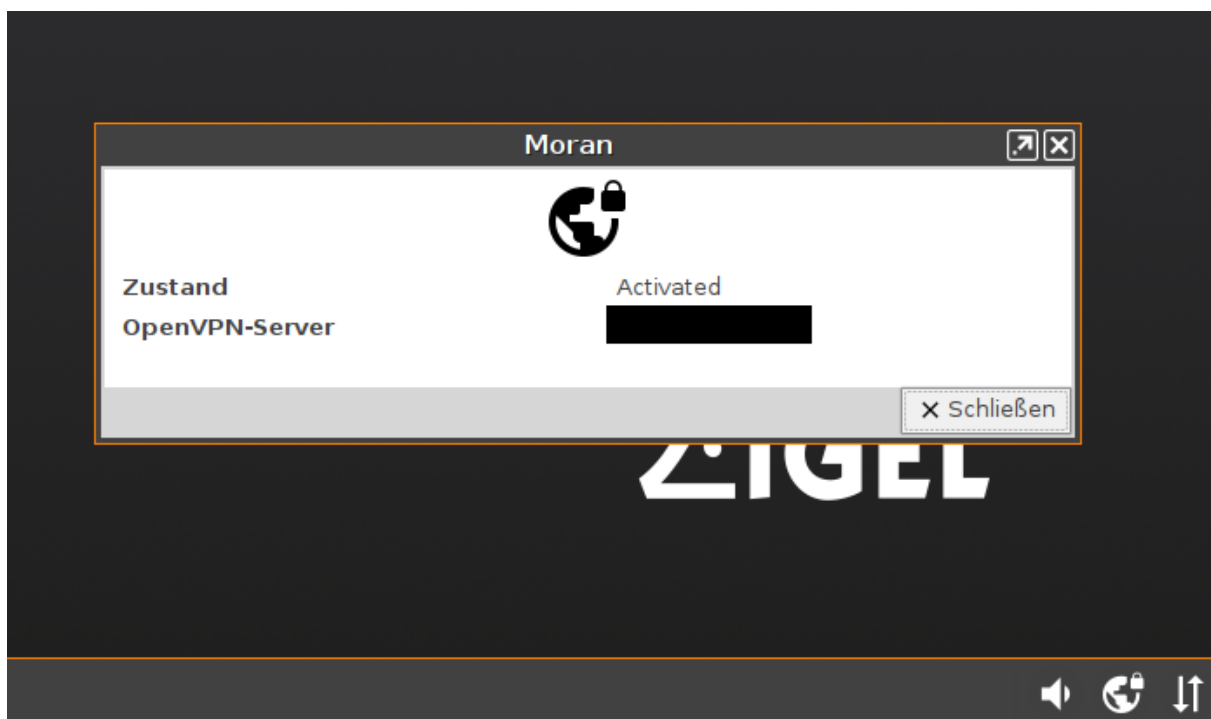 Moran
Zustand Activated
OpenVPN-Server
Schließen
IGEL